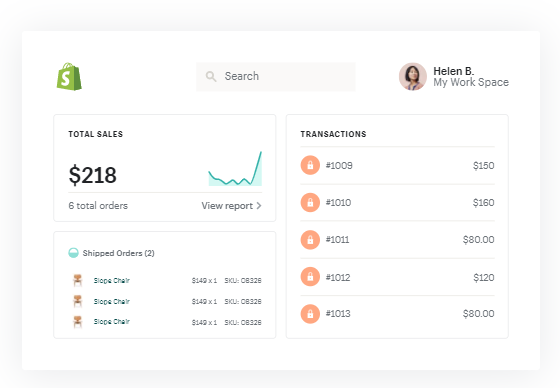 S
Search
Helen B.
My Work Space
TOTAL SALES
$218
6 total orders
View report
Shipped Orders (2)
Slope Chair $149 x 1 SKU: OB326
Slope Chair $149 x 1 SKU: OB326
Slope Chair $149 x 1 SKU: OB326
TRANSACTIONS
#1009 $150
#1010 $160
#1011 $80.00
#1012 $120
#1013 $80.00